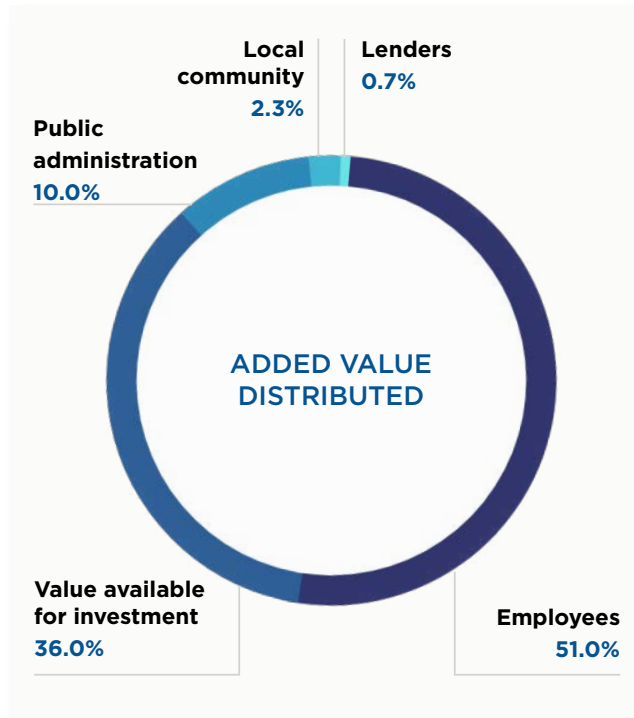 Local
community
2.3%
Lenders
0.7%
Public
administration
10.0%
ADDED VALUE
DISTRIBUTED
Value available
for investment
36.0%
Employees
51.0%